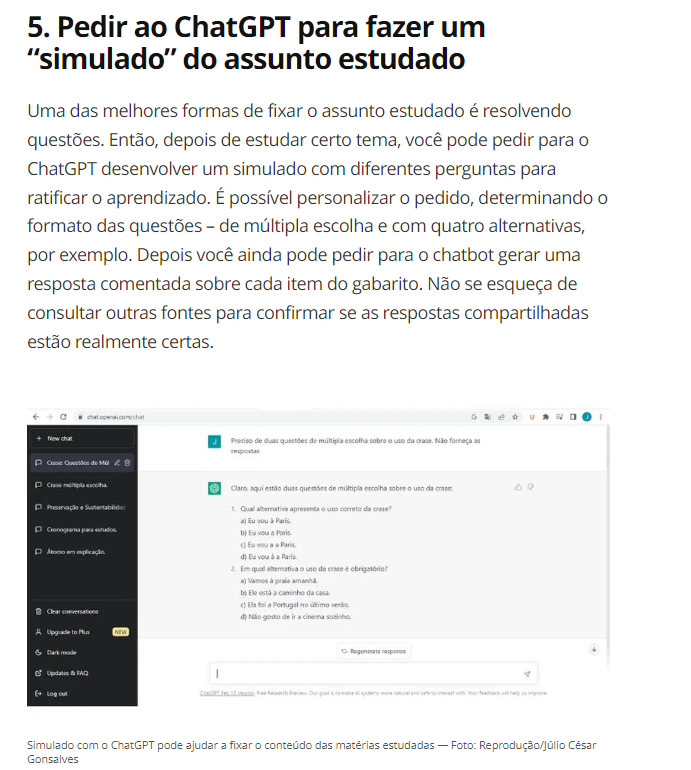 5. Pedir ao ChatGPT para fazer um
“simulado” do assunto estudado
Uma das melhores formas de fixar o assunto estudado é resolvendo
questões. Então, depois de estudar certo tema, você pode pedir para o
ChatGPT desenvolver um simulado com diferentes perguntas para
ratificar o aprendizado. É possível personalizar o pedido, determinando o
formato das questões – de múltipla escolha e com quatro alternativas,
por exemplo. Depois você ainda pode pedir para o chatbot gerar uma
resposta comentada sobre cada item do gabarito. Não se esqueça de
consultar outras fontes para confirmar se as respostas compartilhadas
estão realmente certas.
chat.openai.com/chat
+ New chat
Crase: Questões de Múl
Crase múltipla escolha.
Preservação e Sustentabilidad
Cronograma para estudos.
Átomo em explicação.
Clear conversations
Upgrade to Plus NEW
Dark mode
Updates & FAQ
Log out
J Preciso de duas questões de múltipla escolha sobre o uso da crase. Não forneça as
respostas
Claro, aqui estão duas questões de múltipla escolha sobre o uso da crase:
1. Qual alternativa apresenta o uso correto da crase?
a) Eu vou à Paris.
b) Eu vou a Paris.
c) Eu vou a a Paris.
d) Eu vou á a Paris.
2. Em qual alternativa o uso da crase é obrigatório?
a) Vamos à praia amanhã.
b) Ele está a caminho da casa.
c) Ela foi a Portugal no último verão.
d) Não gosto de ir a cinema sozinho.
Regenerate response
ChatGPT Feb 13 Version. Free Research Preview. Our goal is to make AI systems more natural and safe to interact with. Your feedback will help us improve.
Simulado com o ChatGPT pode ajudar a fixar o conteúdo das matérias estudadas — Foto: Reprodução/Júlio César
Gonsalves